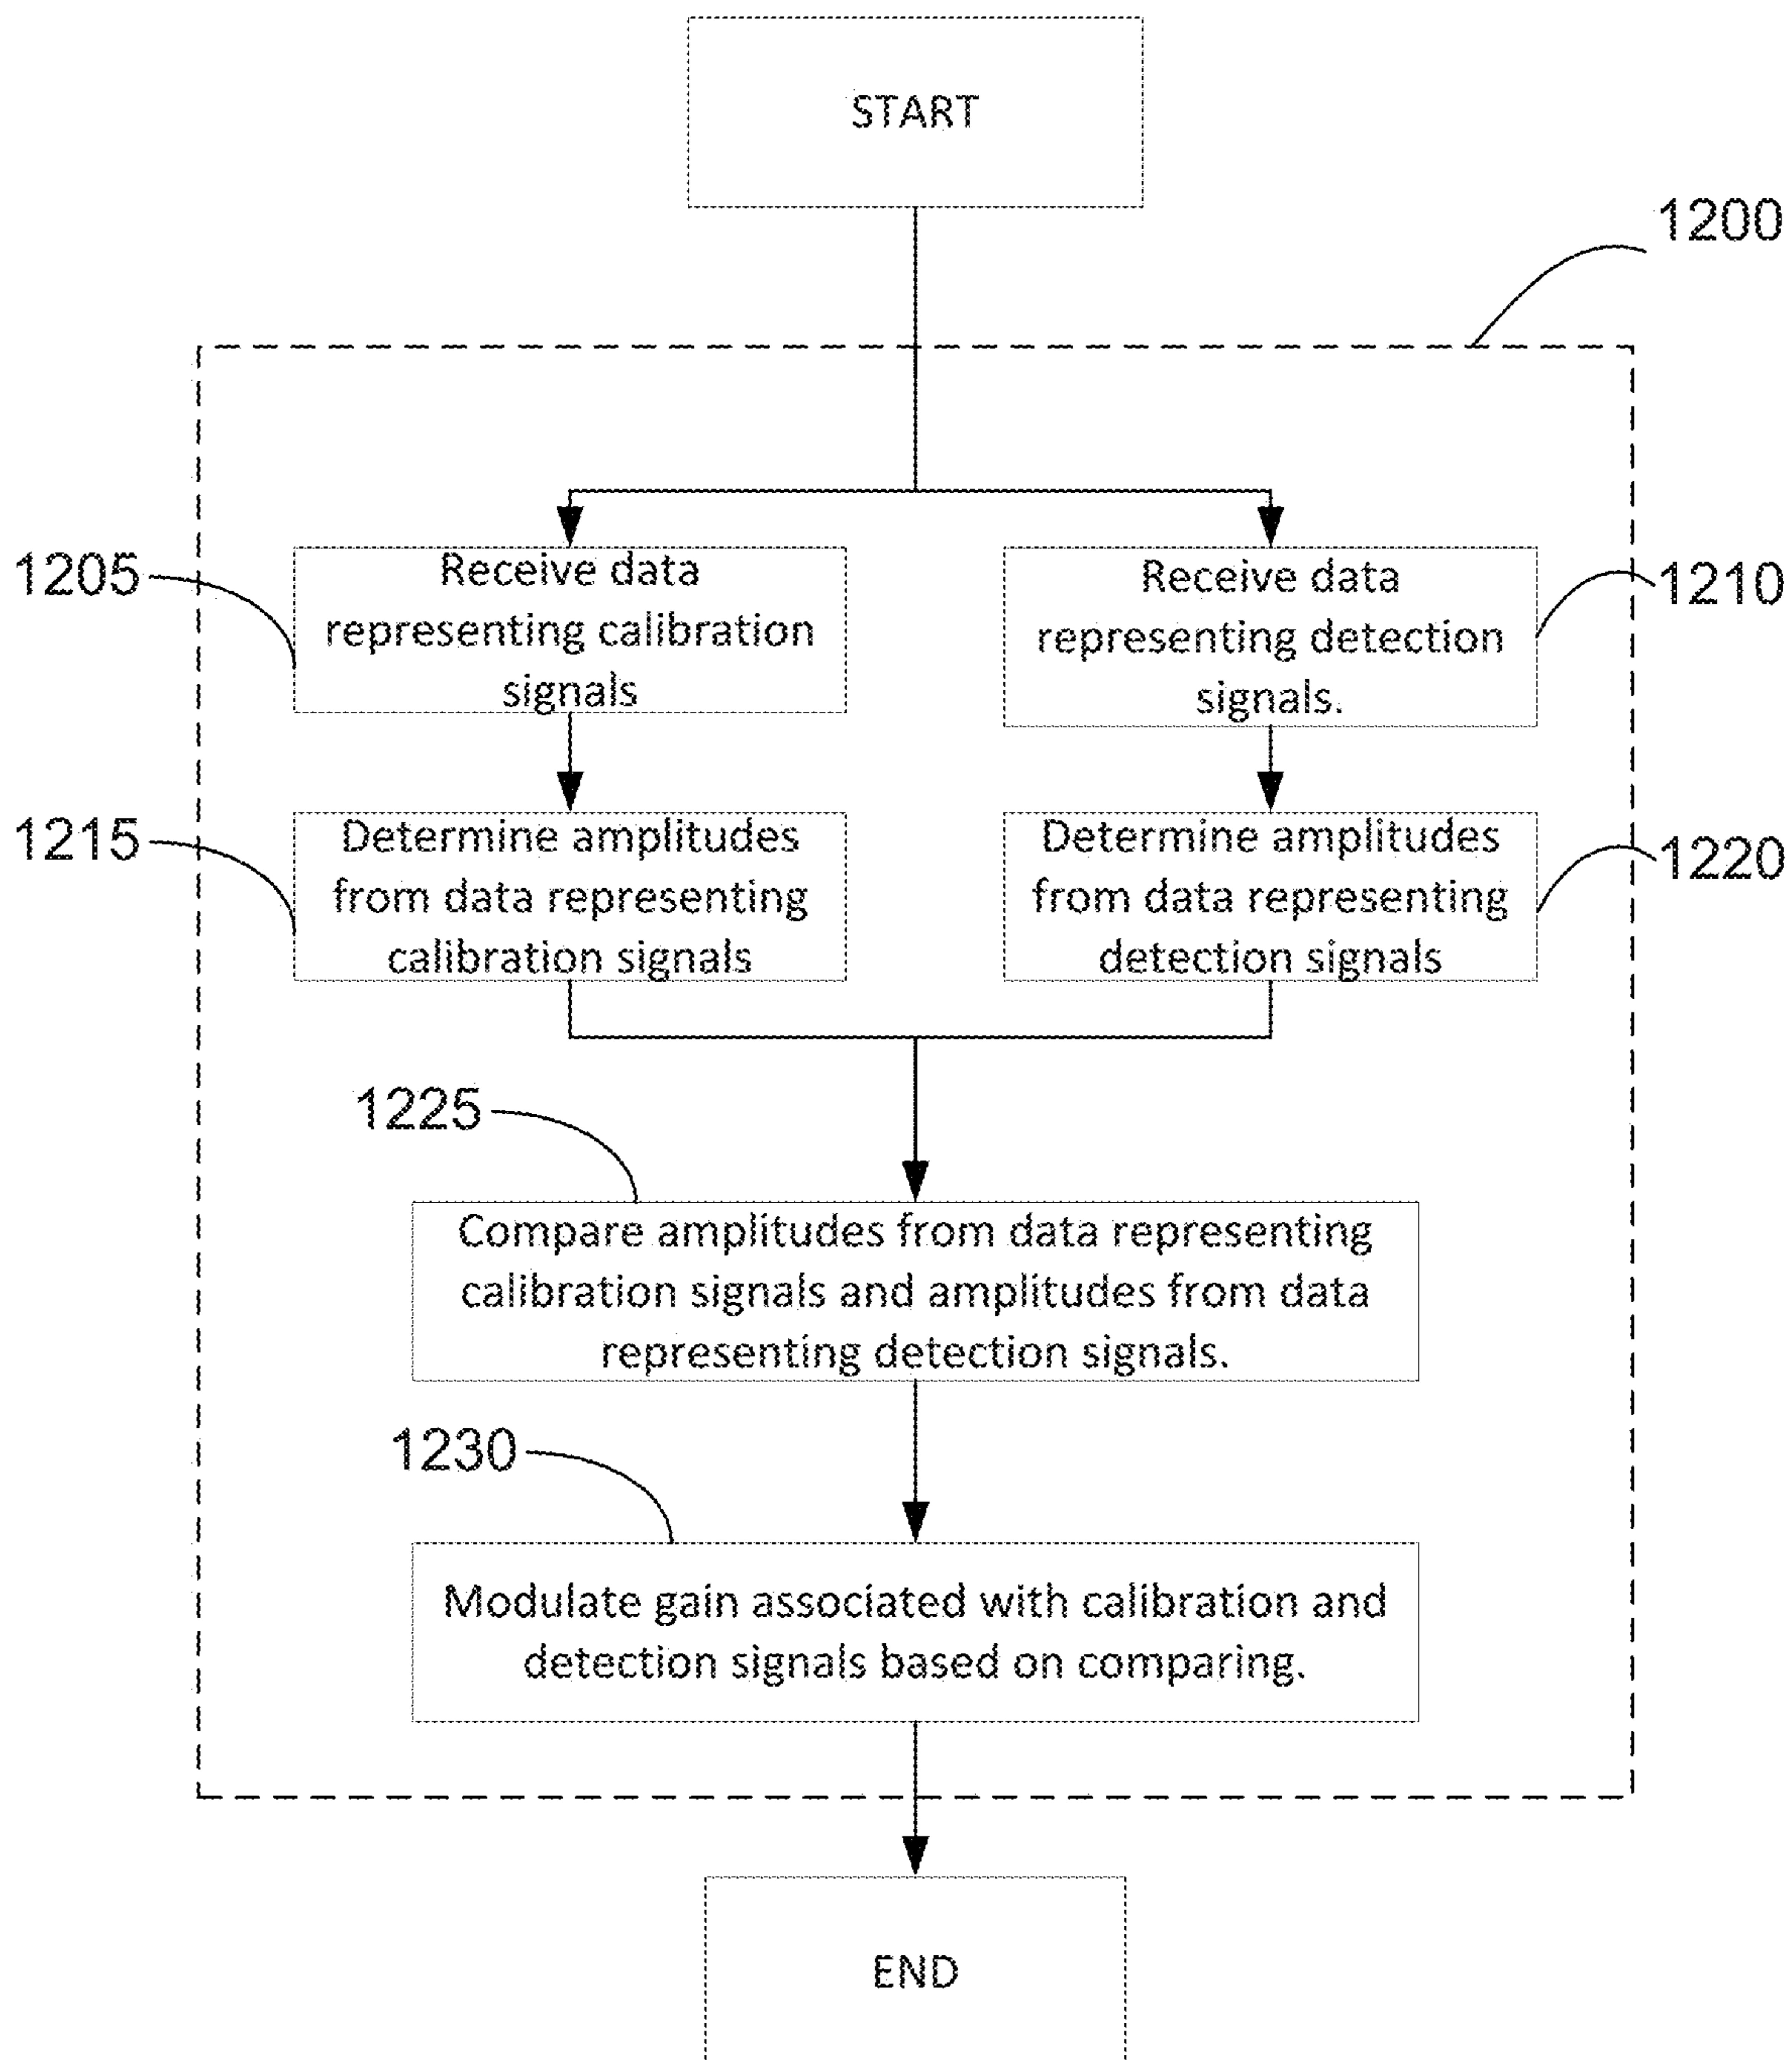 START
1200
1205
Receive data
representing calibration
signals
Receive data
representing detection
signals.
1210
1215
Determine amplitudes
from data representing
calibration signals
Determine amplitudes
from data representing
detection signals
1220
1225
Compare amplitudes from data representing
calibration signals and amplitudes from data
representing detection signals.
1230
Modulate gain associated with calibration and
detection signals based on comparing.
END